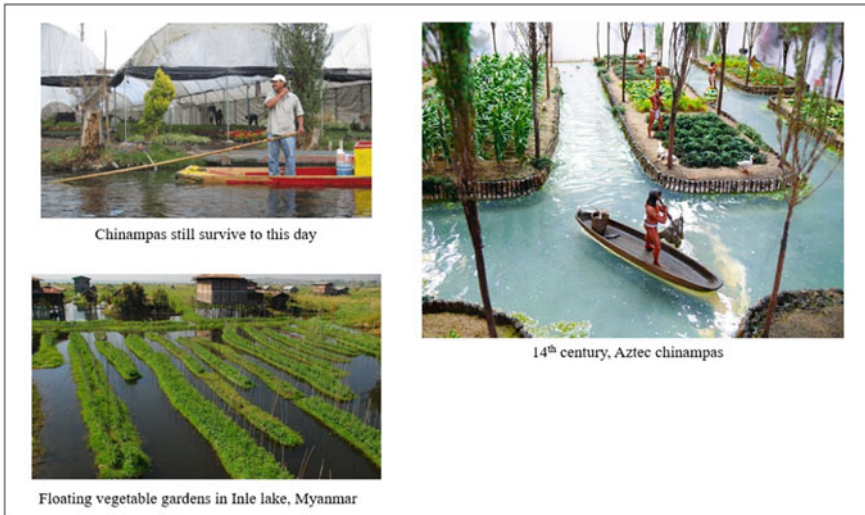 Chinampas still survive to this day
14th century, Aztec chinampas
Floating vegetable gardens in Inle lake, Myanmar